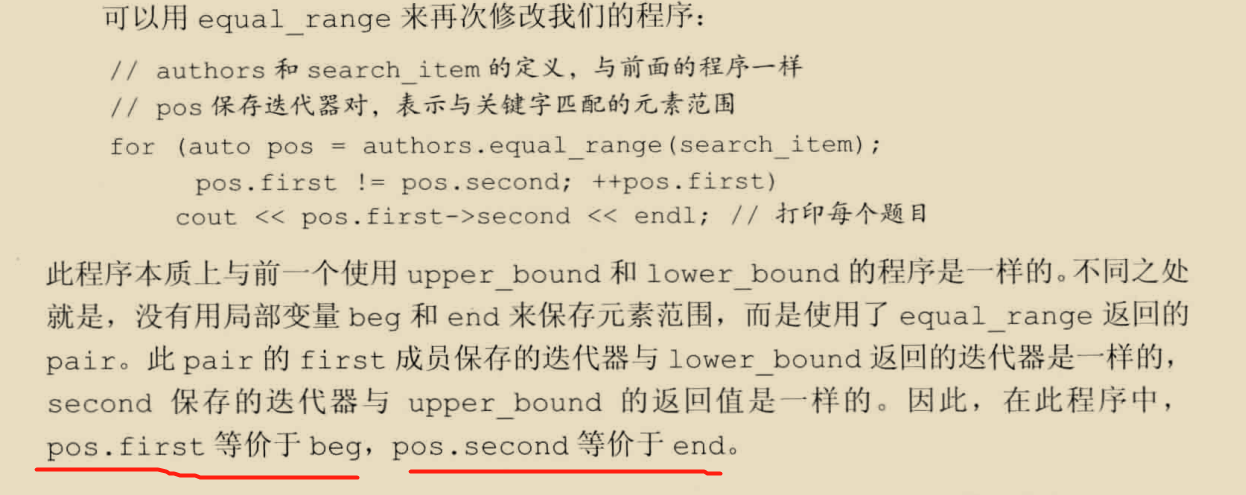 可以用 equal_range 来再次修改我们的程序：
// authors 和 search_item 的定义，与前面的程序一样
// pos 保存迭代器对，表示与关键字匹配的元素范围
for (auto pos = authors.equal_range(search_item);
pos.first != pos.second; ++pos.first)
cout << pos.first->second << endl; // 打印每个题目
此程序本质上与前一个使用 upper_bound 和 lower_bound 的程序是一样的。不同之处
就是，没有用局部变量 beg 和 end 来保存元素范围，而是使用了 equal_range 返回的
pair。此 pair 的 first 成员保存的迭代器与 lower_bound 返回的迭代器是一样的，
second 保存的迭代器与 upper_bound 的返回值是一样的。因此，在此程序中，
pos.first 等价于 beg，pos.second 等价于 end。